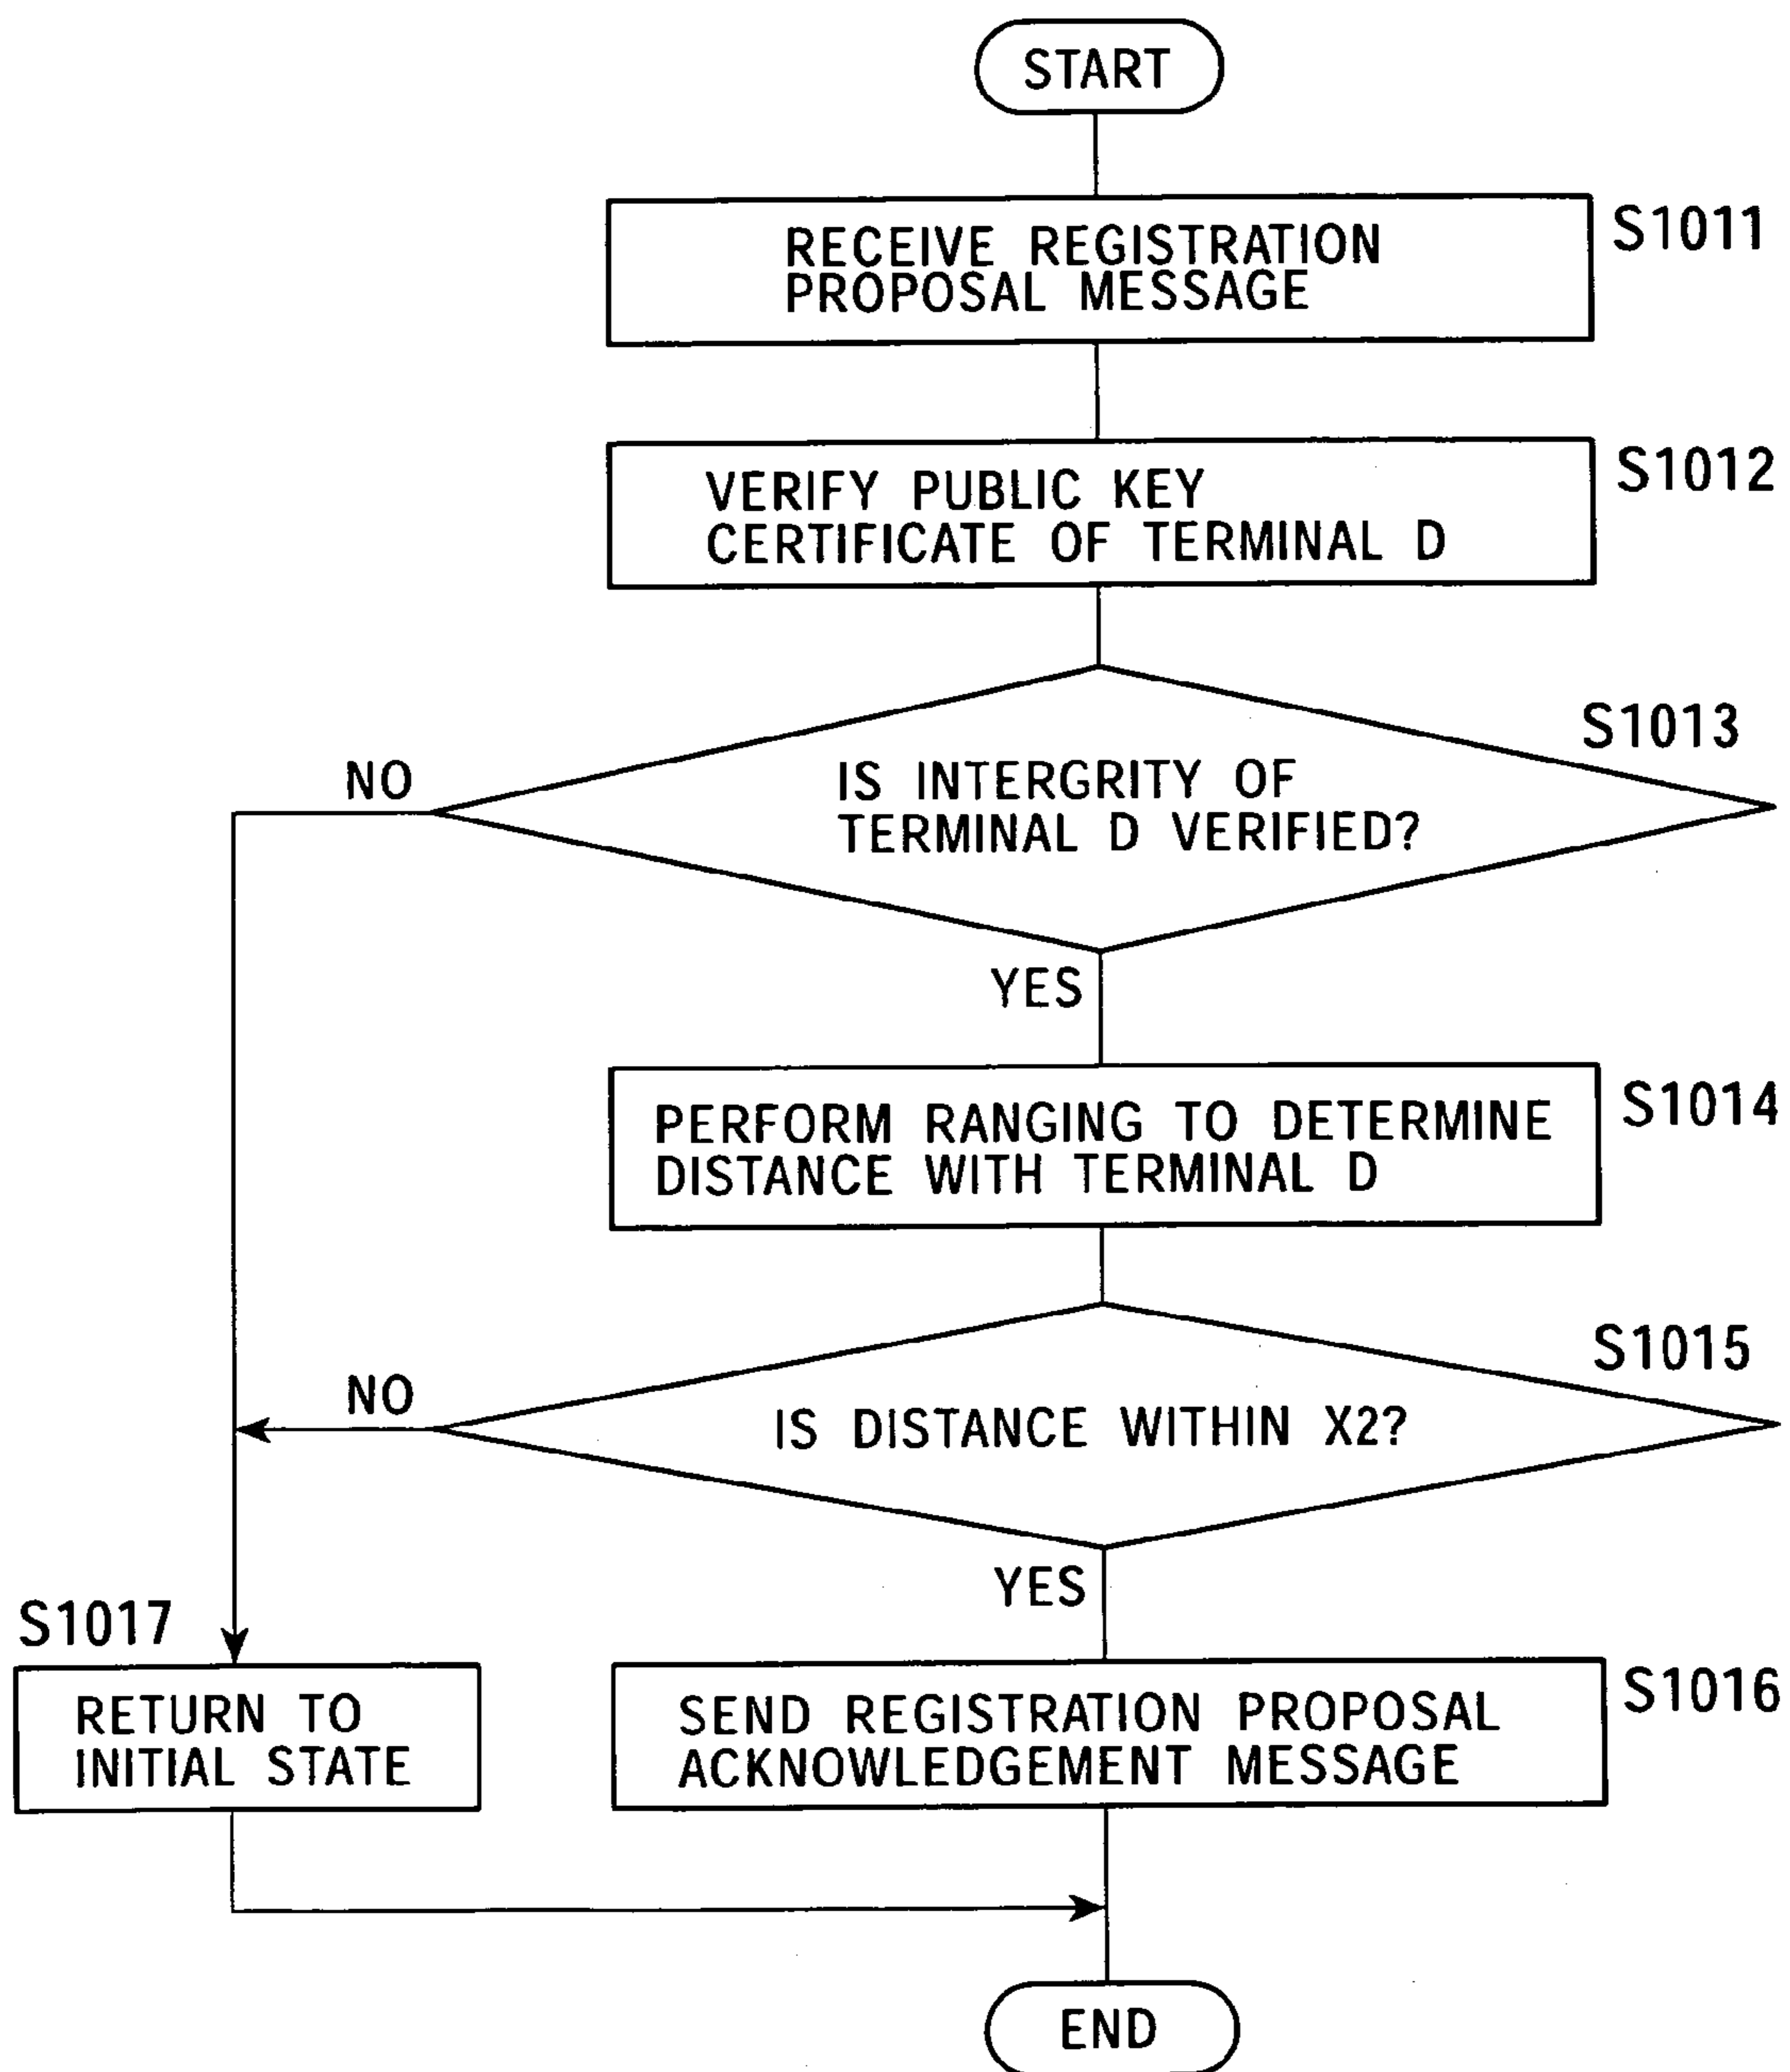 START
RECEIVE REGISTRATION
PROPOSAL MESSAGE
S1011
VERIFY PUBLIC KEY
CERTIFICATE OF TERMINAL D
S1012
S1013
IS INTERGRITY OF
TERMINAL D VERIFIED?
NO
YES
PERFORM RANGING TO DETERMINE
DISTANCE WITH TERMINAL D
S1014
S1015
IS DISTANCE WITHIN X2?
NO
YES
S1017
RETURN TO
INITIAL STATE
SEND REGISTRATION PROPOSAL
ACKNOWLEDGEMENT MESSAGE
S1016
END